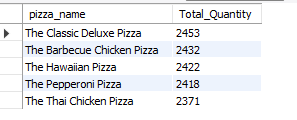 pizza_name Total_Quantity
The Classic Deluxe Pizza 2453
The Barbecue Chicken Pizza 2432
The Hawaiian Pizza 2422
The Pepperoni Pizza 2418
The Thai Chicken Pizza 2371